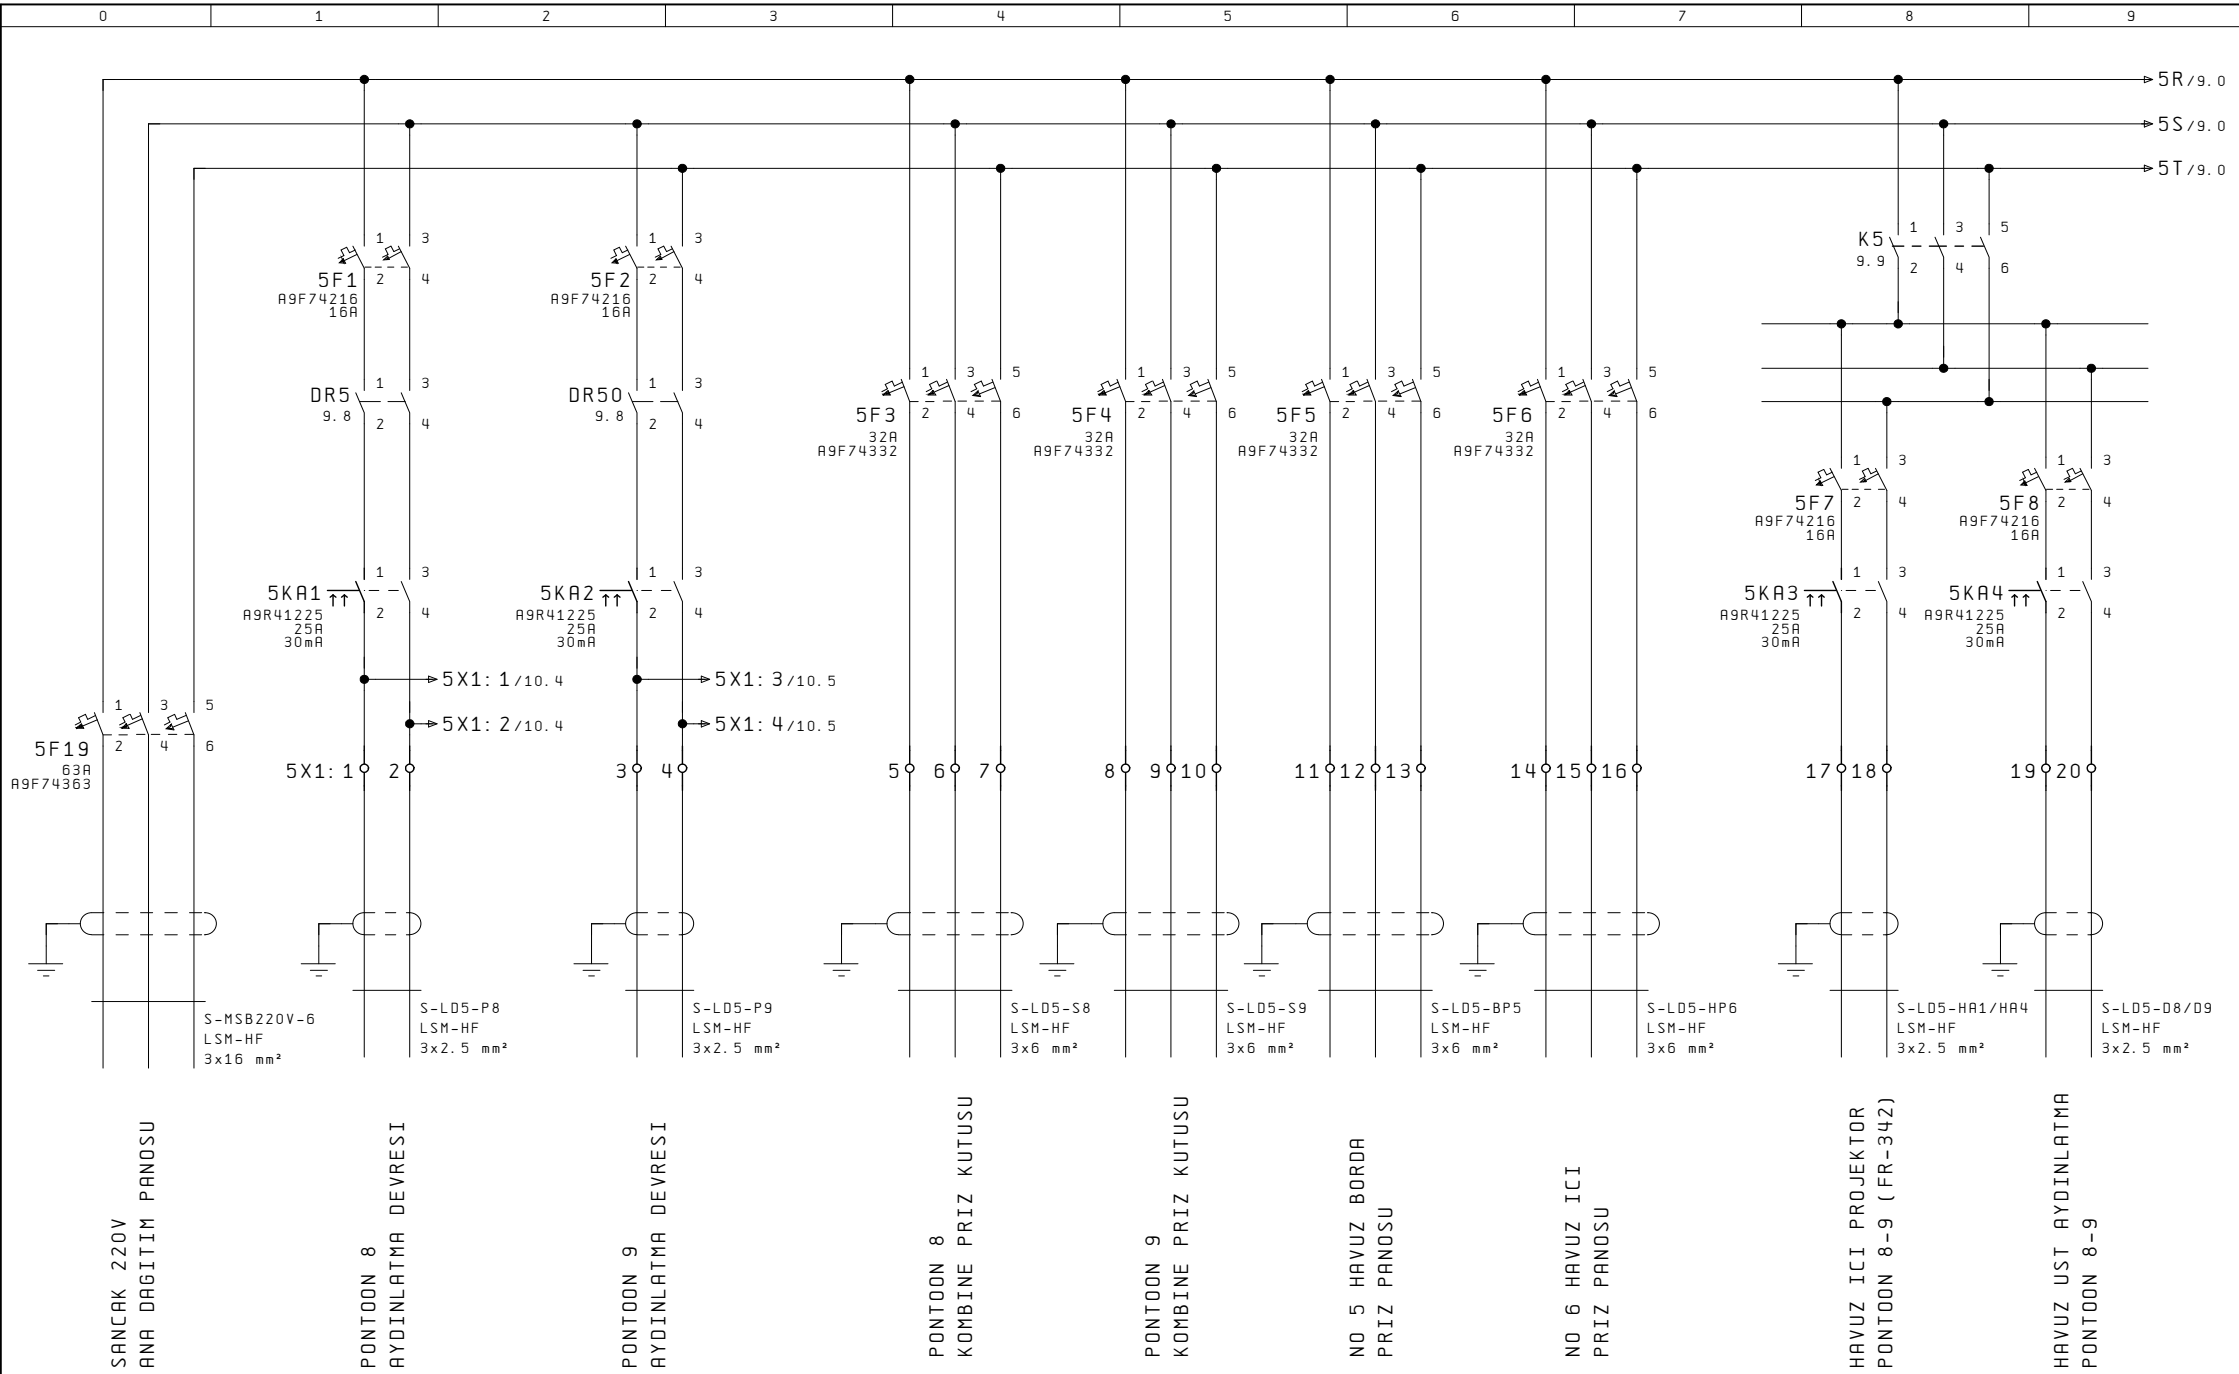 0 1 2 3 4 5 6 7 8 9
5R/9.0
5S/9.0
5T/9.0
1 3 5
K5
9.9
2 4 6
1 3
5F1
2 4
A9F74216
16A
1 3
5F2
2 4
A9F74216
16A
1 3
DR5
9.8
2 4
1 3
DR50
9.8
2 4
1 3 5
5F3
2 4 6
32A
A9F74332
1 3 5
5F4
2 4 6
32A
A9F74332
1 3 5
5F5
2 4 6
32A
A9F74332
1 3 5
5F6
2 4 6
32A
A9F74332
1 3
5F7
2 4
A9F74216
16A
1 3
5F8
2 4
A9F74216
16A
1 3
5KA1
2 4
A9R41225
25A
30mA
1 3
5KA2
2 4
A9R41225
25A
30mA
1 3
5KA3
2 4
A9R41225
25A
30mA
1 3
5KA4
2 4
A9R41225
25A
30mA
5X1:1/10.4
5X1:2/10.4
5X1:3/10.5
5X1:4/10.5
1 3 5
5F19
2 4 6
63A
A9F74363
5X1:1 2 3 4 5 6 7 8 9 10 11 12 13 14 15 16 17 18 19 20
S-MSB220V-6
LSM-HF
3x16 mm²
S-LD5-P8
LSM-HF
3x2.5 mm²
S-LD5-P9
LSM-HF
3x2.5 mm²
S-LD5-S8
LSM-HF
3x6 mm²
S-LD5-S9
LSM-HF
3x6 mm²
S-LD5-BP5
LSM-HF
3x6 mm²
S-LD5-HP6
LSM-HF
3x6 mm²
S-LD5-HA1/HA4
LSM-HF
3x2.5 mm²
S-LD5-D8/D9
LSM-HF
3x2.5 mm²
SANCAK 220V
ANA DAGITIM PANOSU
PONTOON 8
AYDINLATMA DEVRESI
PONTOON 9
AYDINLATMA DEVRESI
PONTOON 8
KOMBINE PRIZ KUTUSU
PONTOON 9
KOMBINE PRIZ KUTUSU
NO 5 HAVUZ BORDA
PRIZ PANOSU
NO 6 HAVUZ ICI
PRIZ PANOSU
HAVUZ ICI PROJEKTOR
PONTOON 8-9 (FR-342)
HAVUZ UST AYDINLATMA
PONTOON 8-9